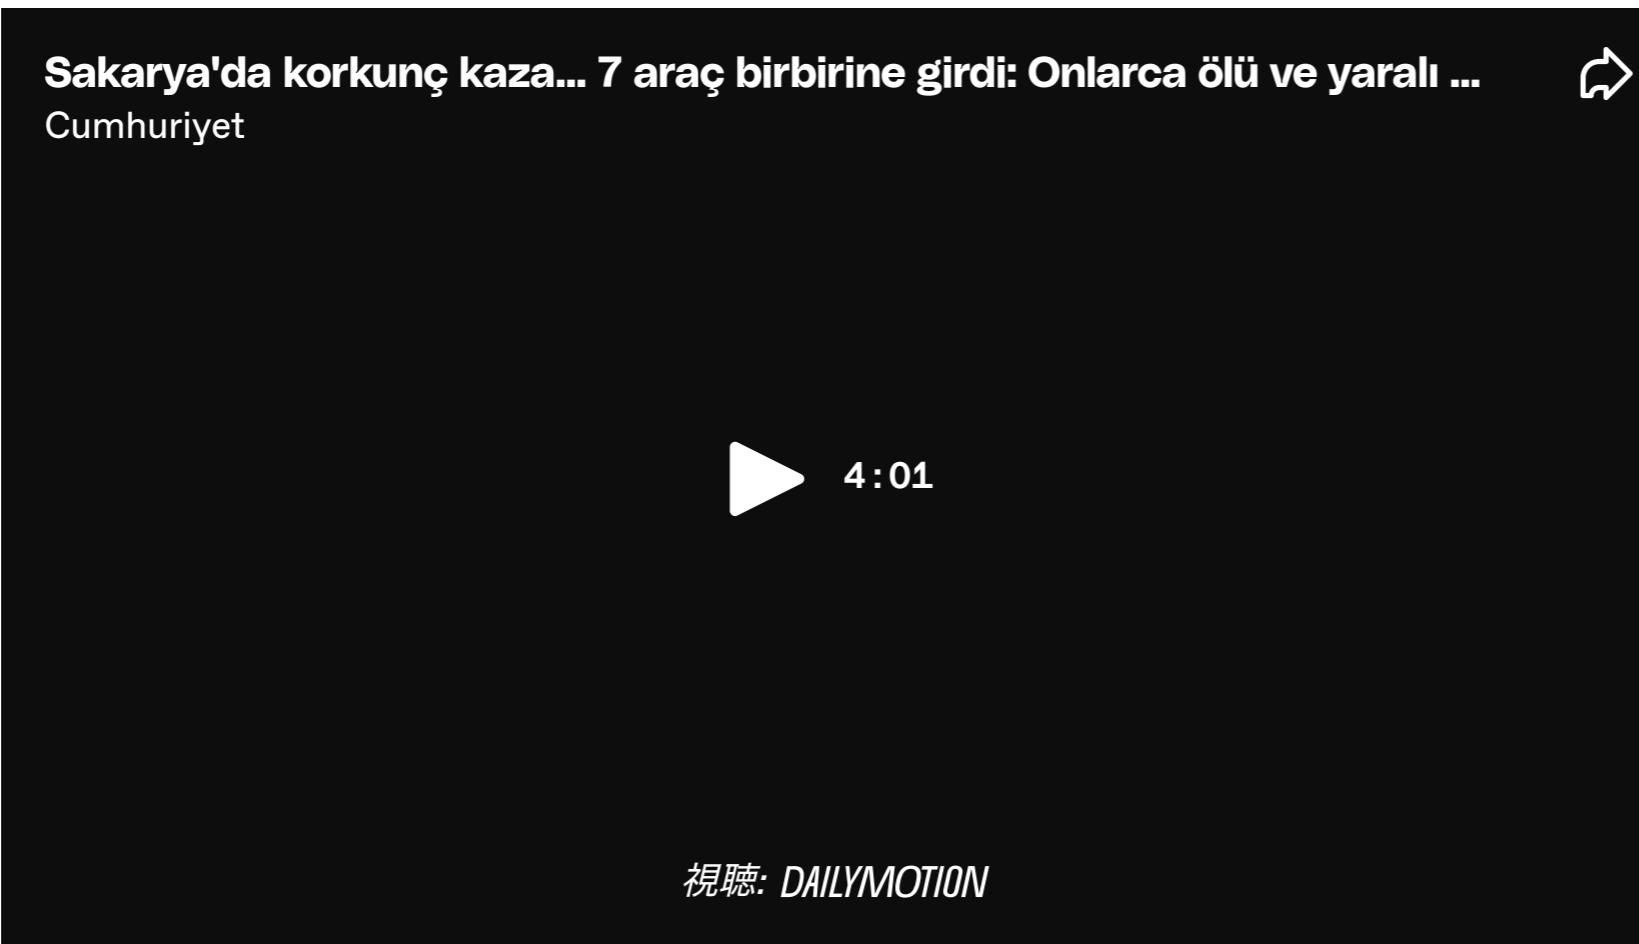 Sakarya'da korkunç kaza... 7 araç birbirine girdi: Onlarca ölü ve yaralı ...
Cumhuriyet
4:01
視聴: DAILYMOTION